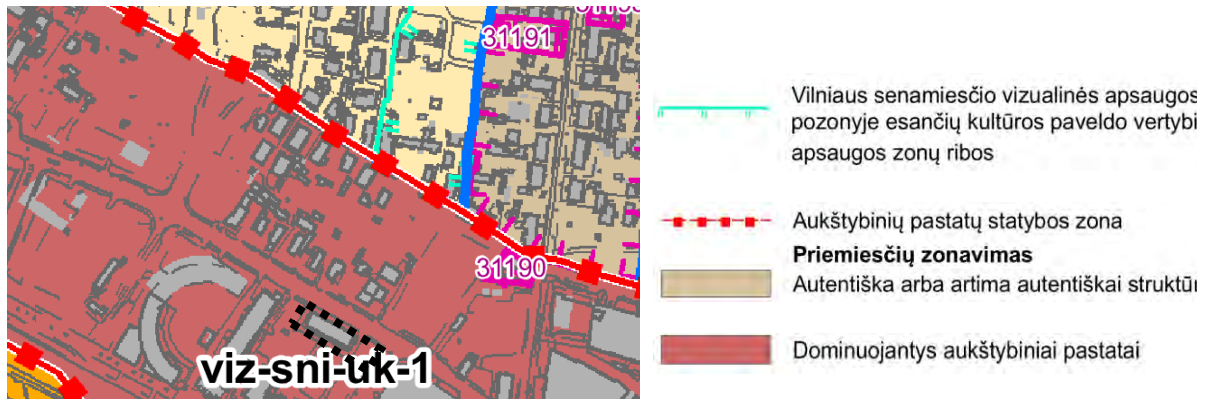 31191
31190
viz-sni-uk-1
Vilniaus senamiesčio vizualinės apsaugos
pozonyje esančių kultūros paveldo vertybi
apsaugos zonų ribos
Aukštybinių pastatų statybos zona
Priemiesčių zonavimas
Autentiška arba artima autentiškai struktūr
Dominuojantys aukštybiniai pastatai